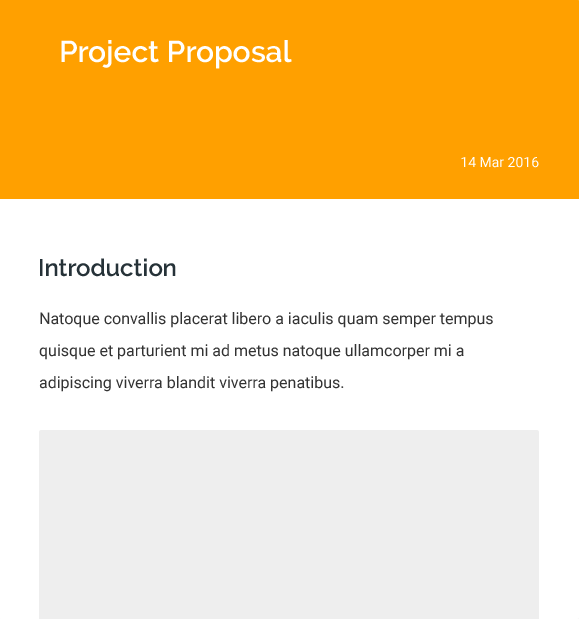 Project Proposal
14 Mar 2016
Introduction
Natoque convallis placerat libero a iaculis quam semper tempus
quisque et parturient mi ad metus natoque ullamcorper mi a
adipiscing viverra blandit viverra penatibus.